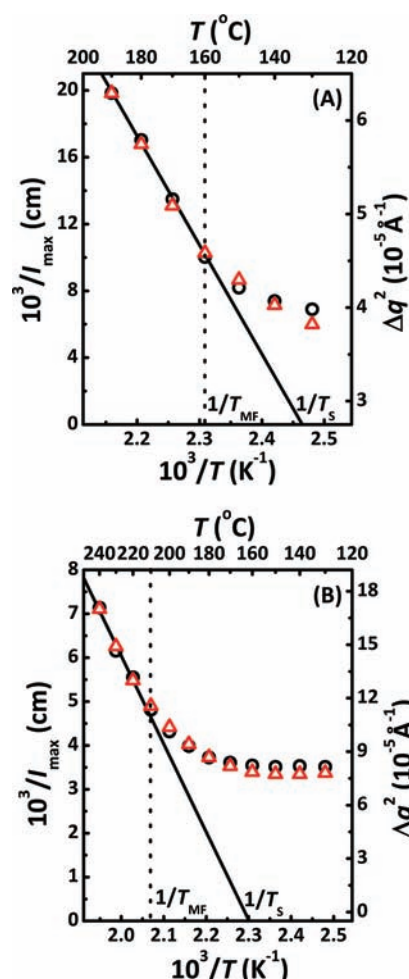 T (°C)
200 180 160 140 120
(A)
20
16
12
8
4
0
10³/I_max (cm)
6
5
4
3
Δq² (10⁻⁵ Å⁻¹)
1/T_MF 1/T_S
2.2 2.3 2.4 2.5
10³/T (K⁻¹)
T (°C)
240 220 200 180 160 140 120
(B)
8
7
6
5
4
3
2
1
0
10³/I_max (cm)
18
15
12
9
6
3
0
Δq² (10⁻⁵ Å⁻¹)
1/T_MF 1/T_S
2.0 2.1 2.2 2.3 2.4 2.5
10³/T (K⁻¹)